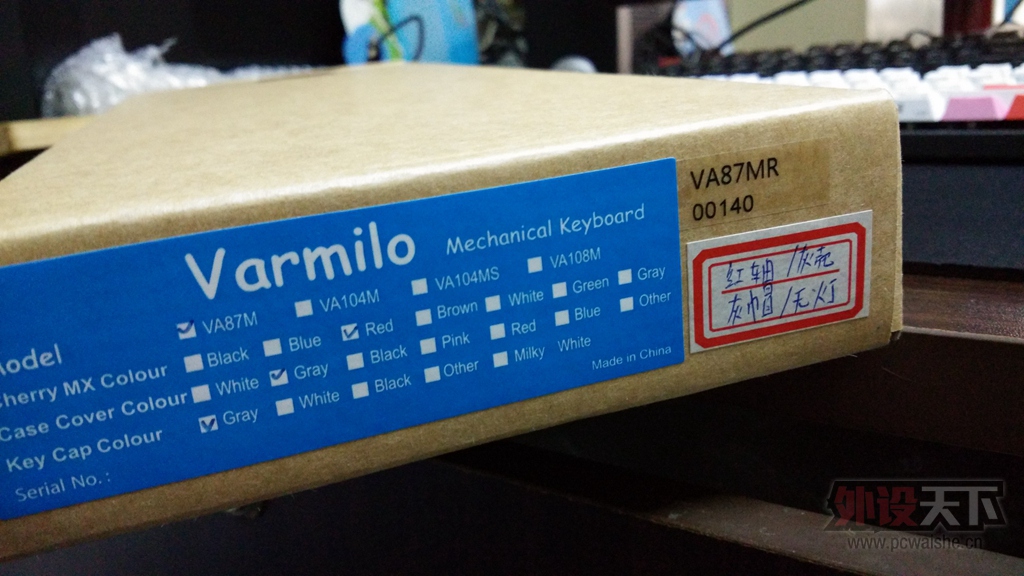 Varmilo Mechanical Keyboard
Model VA87M VA104M VA104MS VA108M
Cherry MX Colour Black Blue Red Brown White Green Gray
Case Cover Colour White Gray Black Pink Red Blue Other
Key Cap Colour Gray White Black Other Milky White
Serial No. :
Made in China
VA87MR
00140
红轴/灰壳
灰帽/无灯
外设天下
www.pcwaishe.cn